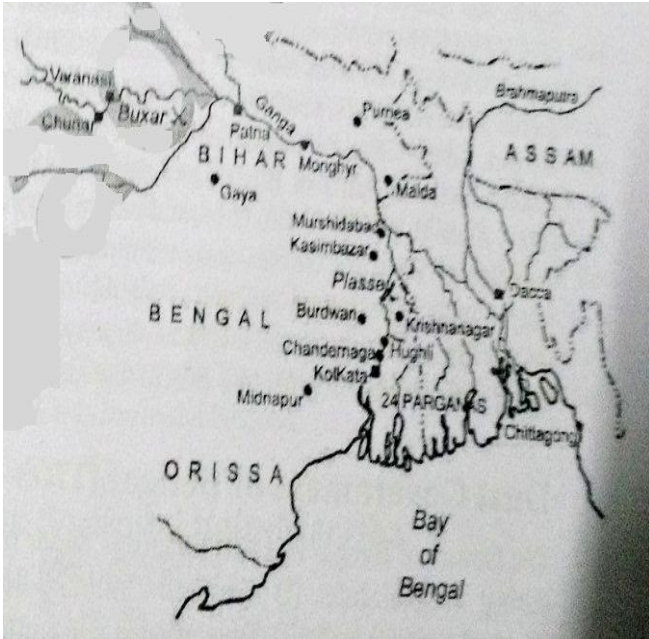 Varanasi
Chunar
Buxar
Patna
Ganga
Purnea
Brahmaputra
BIHAR
Monghyr
ASSAM
Gaya
Malda
Murshidabad
Kasimbazar
Plassey
Dacca
BENGAL
Burdwan
Krishnanagar
Chandernagar
Hughli
KolKata
Midnapur
24 PARGANAS
Chittagong
ORISSA
Bay
of
Bengal